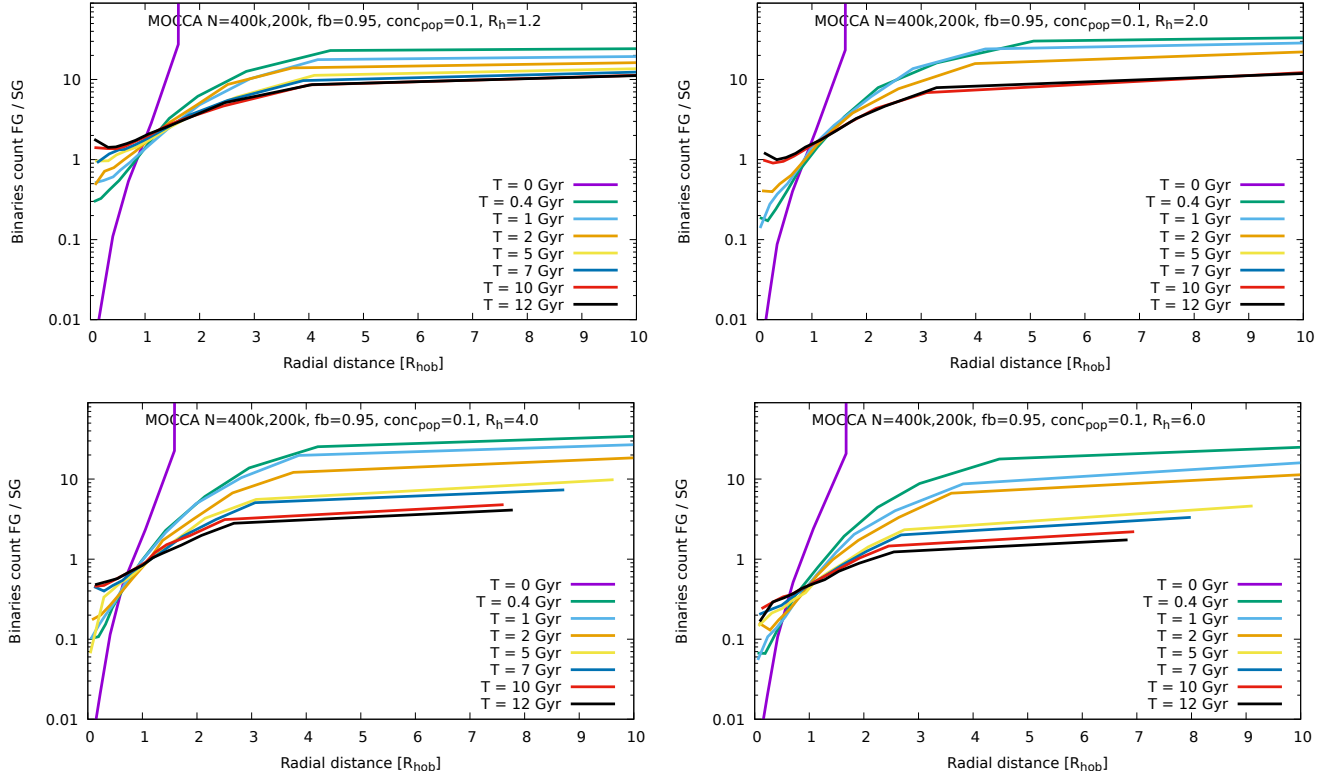 MOCCA N=400k,200k, fb=0.95, conc_pop=0.1, R_h=1.2
Binaries count FG / SG
10
1
0.1
0.01
T = 0 Gyr
T = 0.4 Gyr
T = 1 Gyr
T = 2 Gyr
T = 5 Gyr
T = 7 Gyr
T = 10 Gyr
T = 12 Gyr
0 1 2 3 4 5 6 7 8 9 10
Radial distance [R_hob]
MOCCA N=400k,200k, fb=0.95, conc_pop=0.1, R_h=2.0
Binaries count FG / SG
10
1
0.1
0.01
T = 0 Gyr
T = 0.4 Gyr
T = 1 Gyr
T = 2 Gyr
T = 5 Gyr
T = 7 Gyr
T = 10 Gyr
T = 12 Gyr
0 1 2 3 4 5 6 7 8 9 10
Radial distance [R_hob]
MOCCA N=400k,200k, fb=0.95, conc_pop=0.1, R_h=4.0
Binaries count FG / SG
10
1
0.1
0.01
T = 0 Gyr
T = 0.4 Gyr
T = 1 Gyr
T = 2 Gyr
T = 5 Gyr
T = 7 Gyr
T = 10 Gyr
T = 12 Gyr
0 1 2 3 4 5 6 7 8 9 10
Radial distance [R_hob]
MOCCA N=400k,200k, fb=0.95, conc_pop=0.1, R_h=6.0
Binaries count FG / SG
10
1
0.1
0.01
T = 0 Gyr
T = 0.4 Gyr
T = 1 Gyr
T = 2 Gyr
T = 5 Gyr
T = 7 Gyr
T = 10 Gyr
T = 12 Gyr
0 1 2 3 4 5 6 7 8 9 10
Radial distance [R_hob]